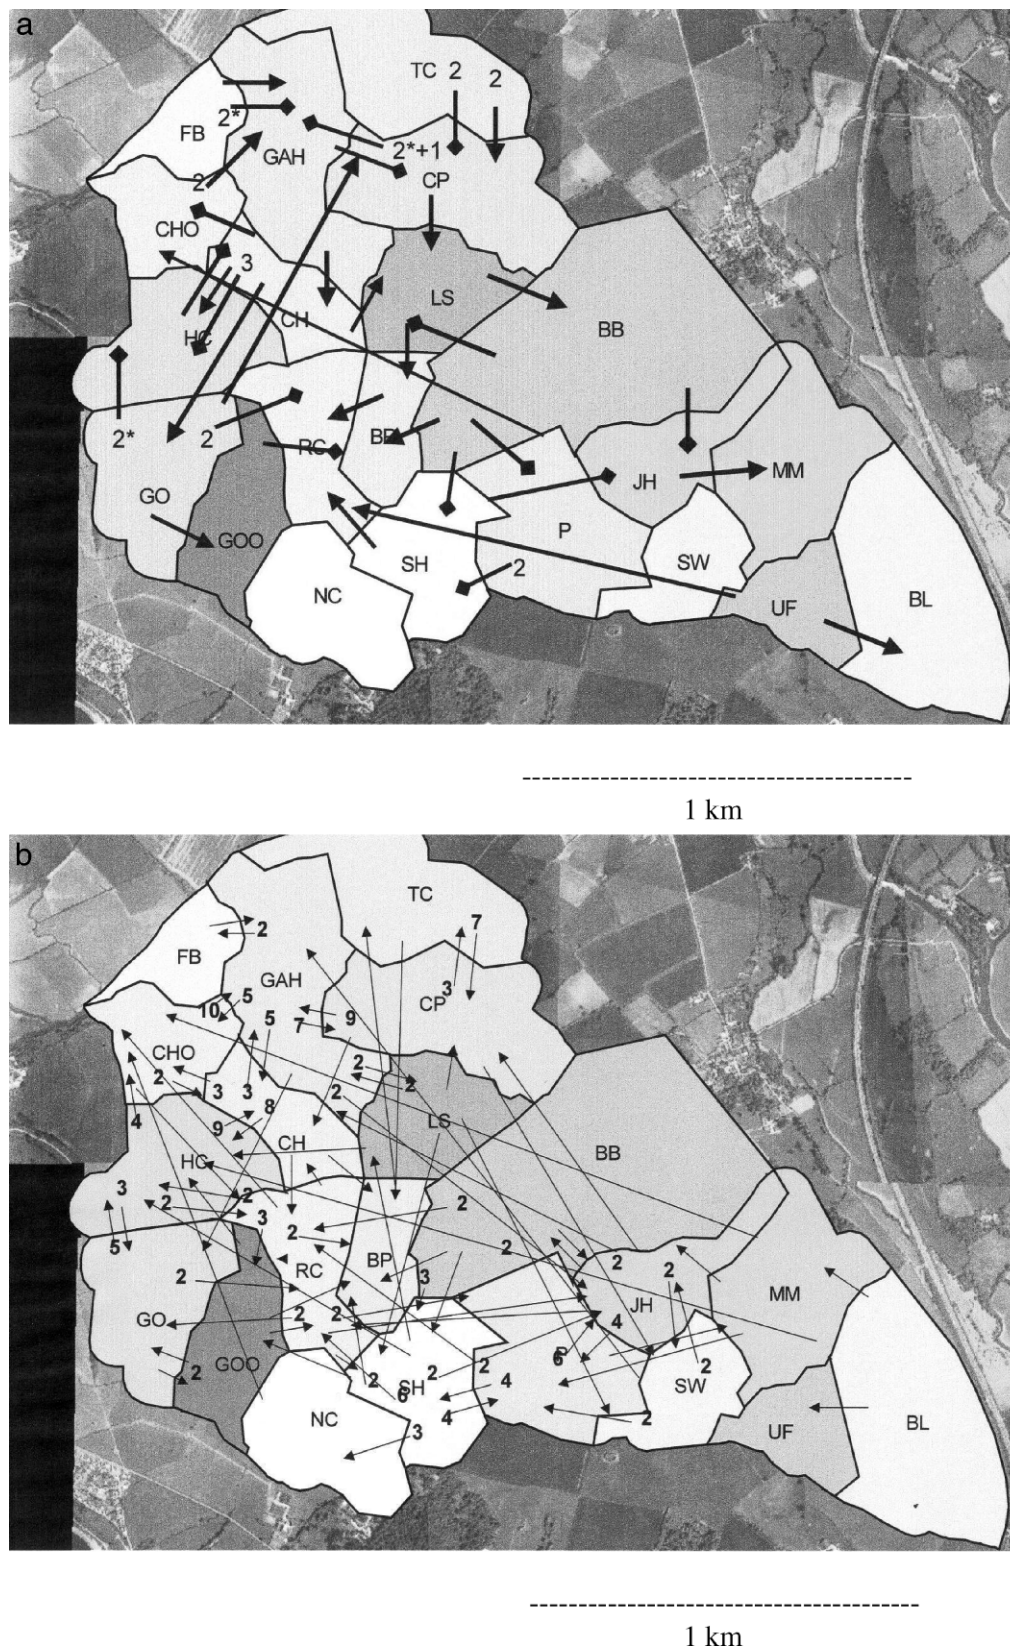 a
TC 2 2
FB 2* GAH 2*+1 CP
2
CHO
3
HC CH LS BB
2* 2 RC BP
GO GOO JH MM
P
NC SH 2 SW UF BL
1 km
b
TC
7
FB 2
GAH 3 CP
10 5 5 7 9
CHO 2 2 2
3 3 2
4 9 8 CH LS BB
HC
3 2 2 3 2
5 2 BP 2 2 2
2 RC 3
GO 2 2 JH MM
4
GOO 2 P 6
2 2 6 SH 2 2 4 SW 2
NC 4 2 UF BL
3
1 km